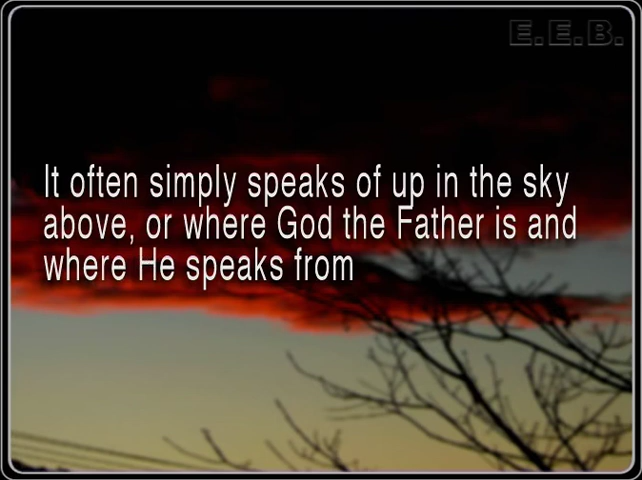 E.E.B.
It often simply speaks of up in the sky
above, or where God the Father is and
where He speaks from